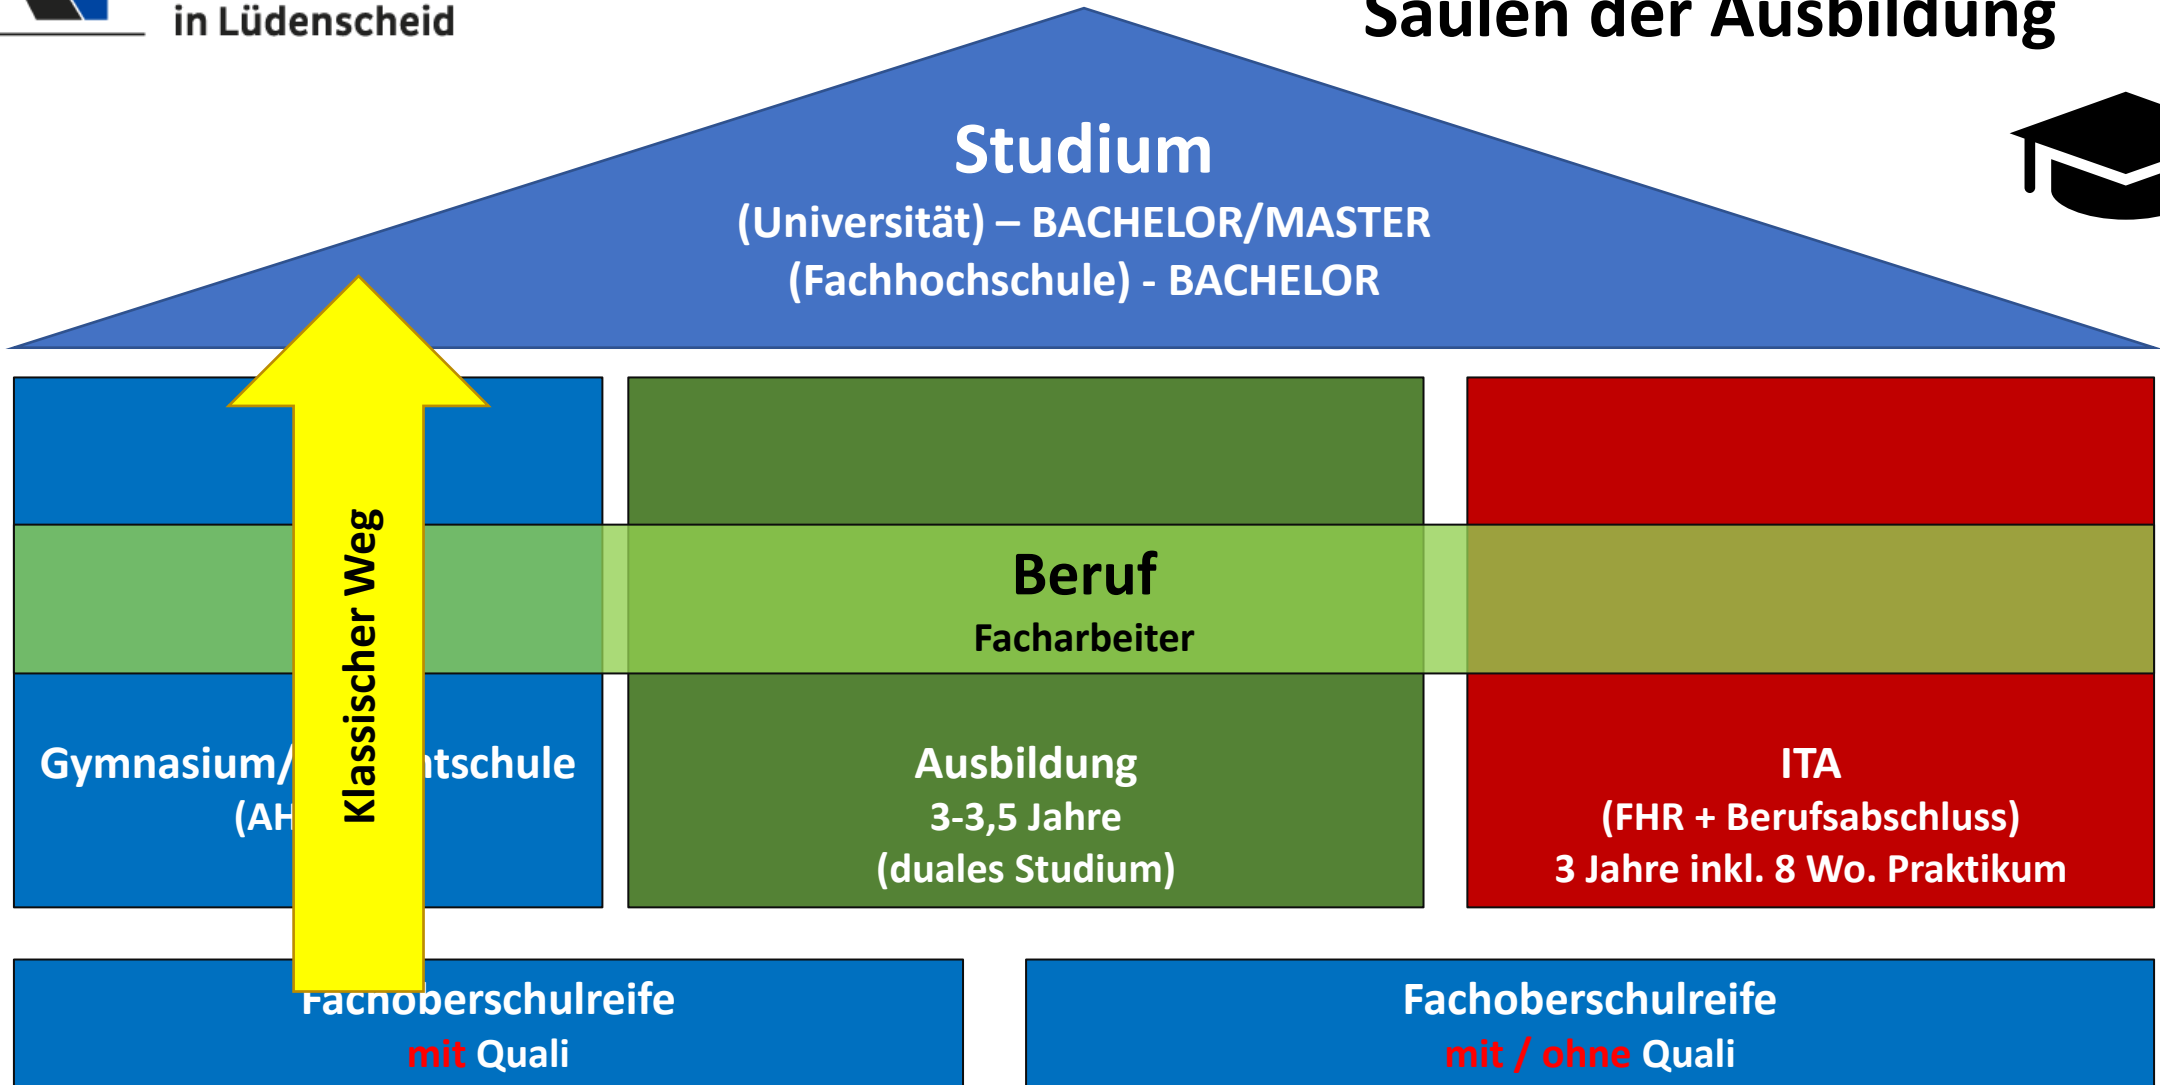 in Lüdenscheid
Säulen der Ausbildung
Studium
(Universität) – BACHELOR/MASTER
(Fachhochschule) - BACHELOR
Klassischer Weg
Beruf
Facharbeiter
Gymnasium/
Ausbildung
3-3,5 Jahre
(duales Studium)
ITA
(FHR + Berufsabschluss)
3 Jahre inkl. 8 Wo. Praktikum
Fachoberschulreife
mit Quali
Fachoberschulreife
mit / ohne Quali